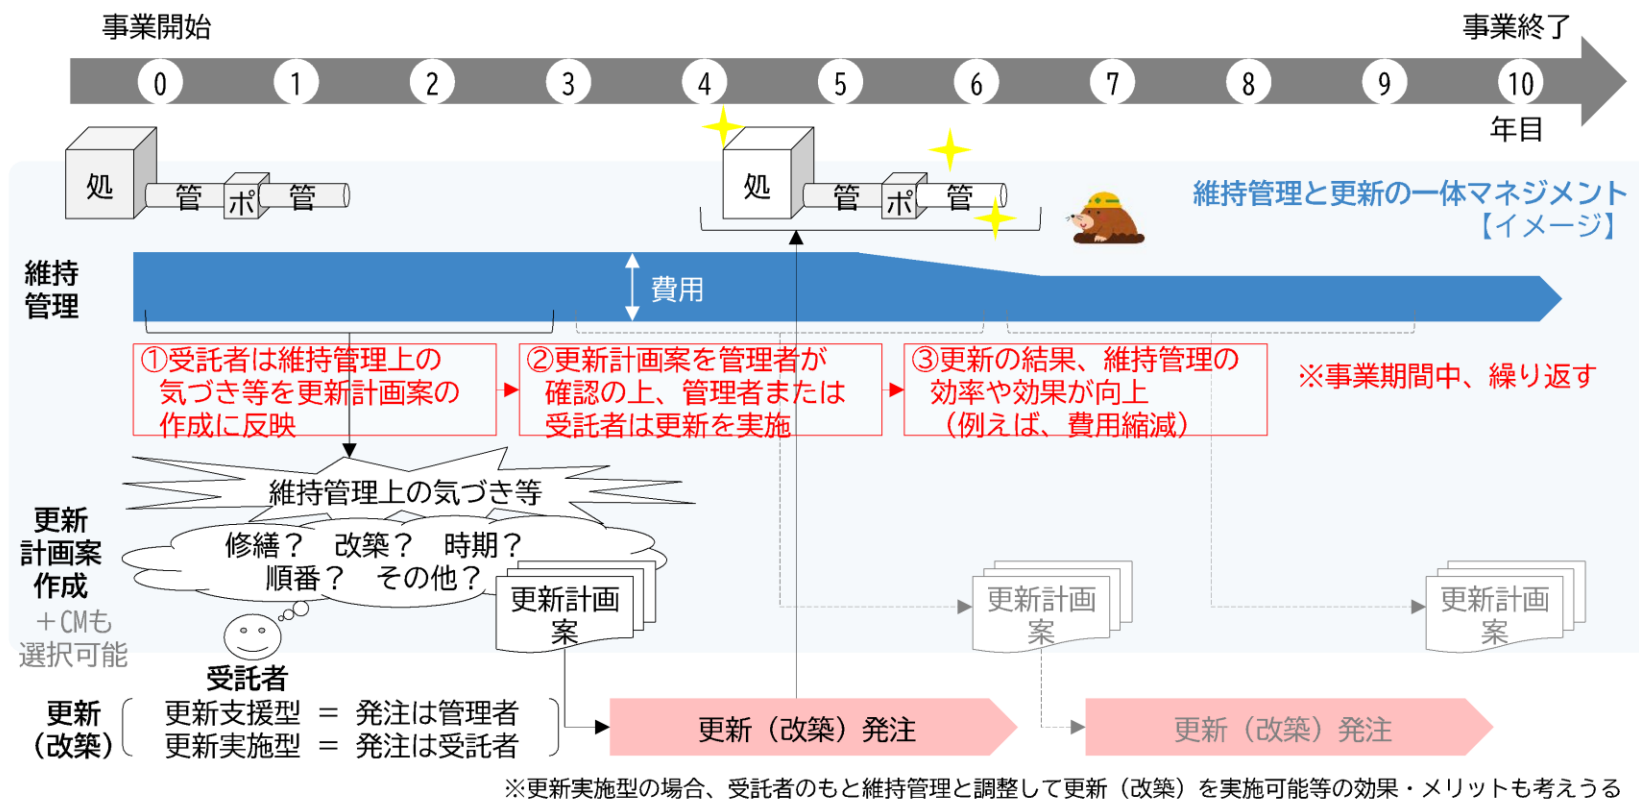 事業開始
事業終了
0 1 2 3 4 5 6 7 8 9 10
年目
処 管 ポ 管
処 管 ポ 管
維持管理と更新の一体マネジメント
【イメージ】
維持
管理
費用
①受託者は維持管理上の
気づき等を更新計画案の
作成に反映
②更新計画案を管理者が
確認の上、管理者または
受託者は更新を実施
③更新の結果、維持管理の
効率や効果が向上
（例えば、費用縮減）
※事業期間中、繰り返す
維持管理上の気づき等
修繕？ 改築？ 時期？
順番？ その他？
更新
計画案
作成
＋CMも
選択可能
受託者
更新計画
案
更新計画
案
更新計画
案
更新
（改築）
更新支援型 ＝ 発注は管理者
更新実施型 ＝ 発注は受託者
更新（改築）発注
更新（改築）発注
※更新実施型の場合、受託者のもと維持管理と調整して更新（改築）を実施可能等の効果・メリットも考えうる